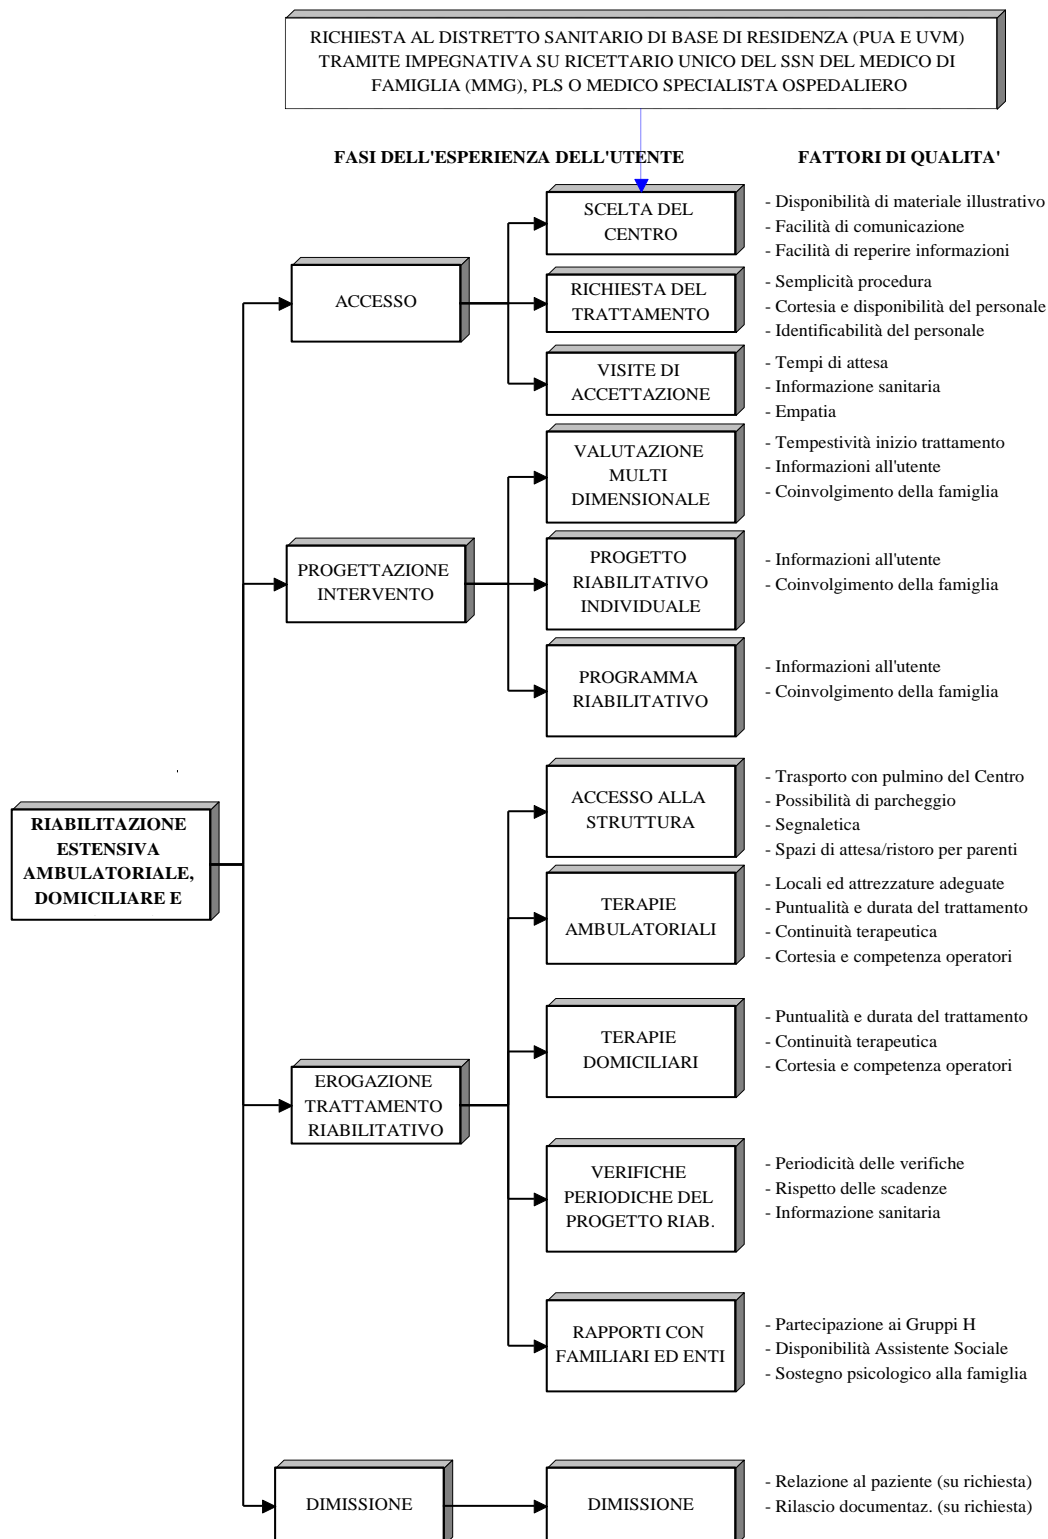 RICHIESTA AL DISTRETTO SANITARIO DI BASE DI RESIDENZA (PUA E UVM)
TRAMITE IMPEGNATIVA SU RICETTARIO UNICO DEL SSN DEL MEDICO DI
FAMIGLIA (MMG), PLS O MEDICO SPECIALISTA OSPEDALIERO
FASI DELL'ESPERIENZA DELL'UTENTE
FATTORI DI QUALITA'
RIABILITAZIONE
ESTENSIVA
AMBULATORIALE,
DOMICILIARE E
ACCESSO
SCELTA DEL
CENTRO
- Disponibilità di materiale illustrativo
- Facilità di comunicazione
- Facilità di reperire informazioni
RICHIESTA DEL
TRATTAMENTO
- Semplicità procedura
- Cortesia e disponibilità del personale
- Identificabilità del personale
VISITE DI
ACCETTAZIONE
- Tempi di attesa
- Informazione sanitaria
- Empatia
PROGETTAZIONE
INTERVENTO
VALUTAZIONE
MULTI
DIMENSIONALE
- Tempestività inizio trattamento
- Informazioni all'utente
- Coinvolgimento della famiglia
PROGETTO
RIABILITATIVO
INDIVIDUALE
- Informazioni all'utente
- Coinvolgimento della famiglia
PROGRAMMA
RIABILITATIVO
- Informazioni all'utente
- Coinvolgimento della famiglia
EROGAZIONE
TRATTAMENTO
RIABILITATIVO
ACCESSO ALLA
STRUTTURA
- Trasporto con pulmino del Centro
- Possibilità di parcheggio
- Segnaletica
- Spazi di attesa/ristoro per parenti
TERAPIE
AMBULATORIALI
- Locali ed attrezzature adeguate
- Puntualità e durata del trattamento
- Continuità terapeutica
- Cortesia e competenza operatori
TERAPIE
DOMICILIARI
- Puntualità e durata del trattamento
- Continuità terapeutica
- Cortesia e competenza operatori
VERIFICHE
PERIODICHE DEL
PROGETTO RIAB.
- Periodicità delle verifiche
- Rispetto delle scadenze
- Informazione sanitaria
RAPPORTI CON
FAMILIARI ED ENTI
- Partecipazione ai Gruppi H
- Disponibilità Assistente Sociale
- Sostegno psicologico alla famiglia
DIMISSIONE
DIMISSIONE
- Relazione al paziente (su richiesta)
- Rilascio documentaz. (su richiesta)